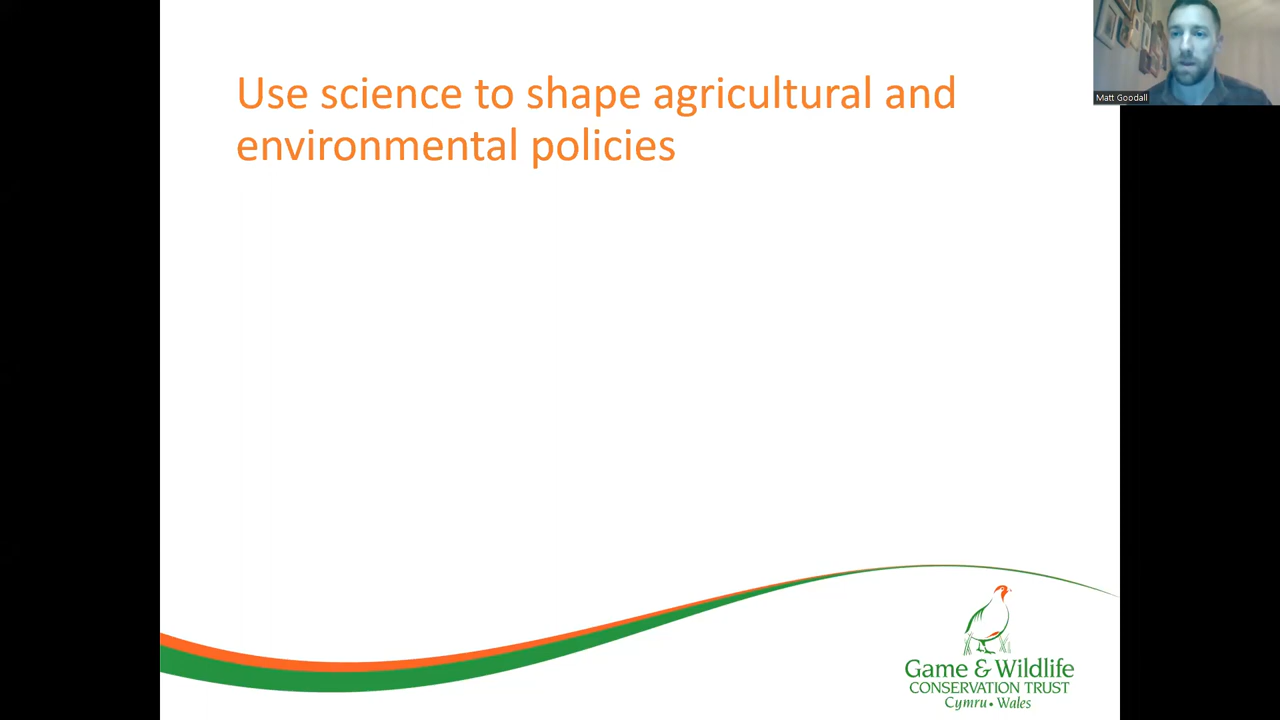 Use science to shape agricultural and
environmental policies
Matt Goodall
Game & Wildlife
CONSERVATION TRUST
Cymru • Wales